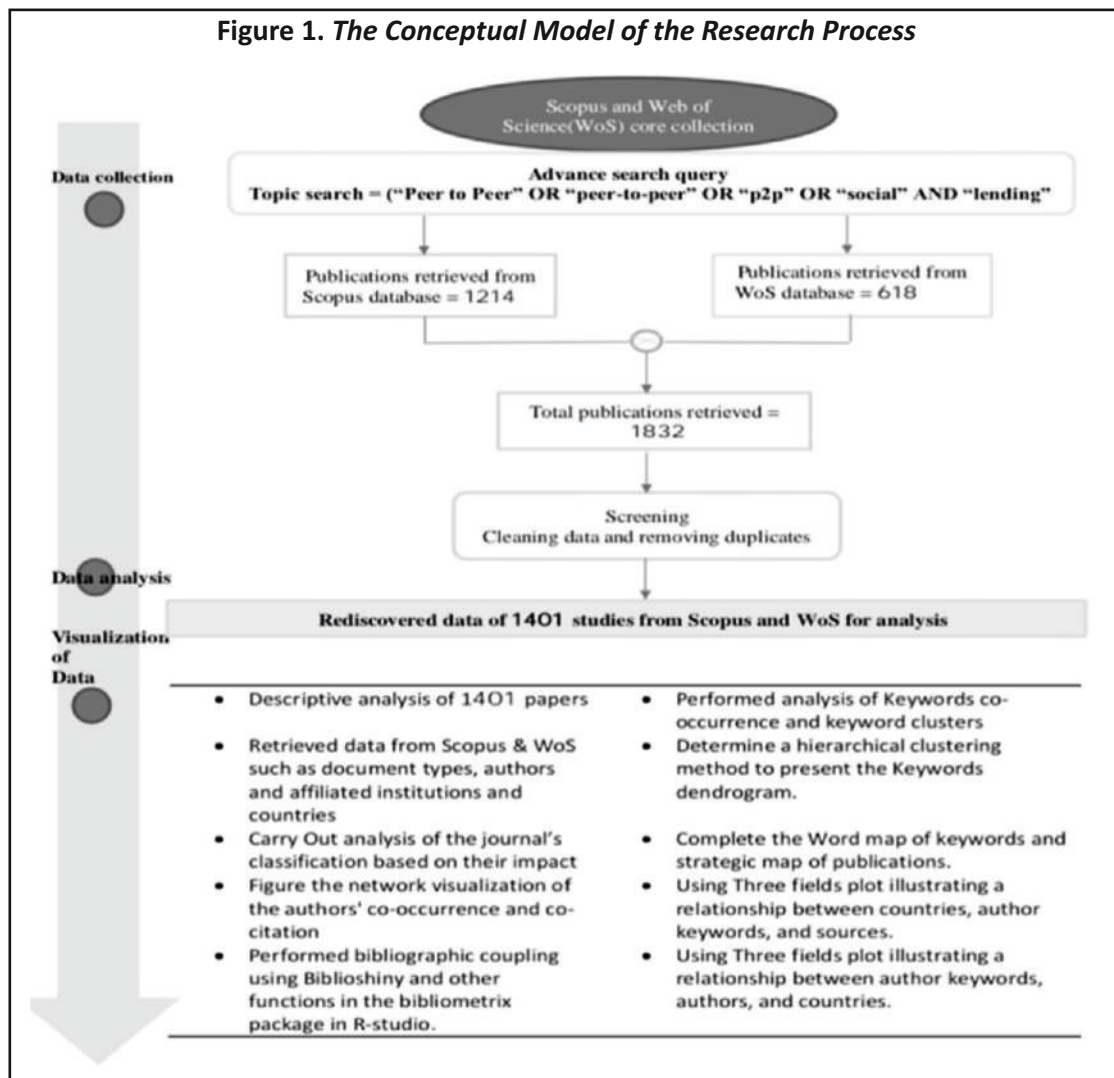 Figure 1. The Conceptual Model of the Research Process
Scopus and Web of
Science(WoS) core collection
Data collection
Advance search query
Topic search = (“Peer to Peer” OR “peer-to-peer” OR “p2p” OR “social” AND “lending”
Publications retrieved from
Scopus database = 1214
Publications retrieved from
WoS database = 618
Total publications retrieved =
1832
Screening
Cleaning data and removing duplicates
Data analysis
Rediscovered data of 1401 studies from Scopus and WoS for analysis
Visualization
of
Data
• Descriptive analysis of 1401 papers
• Retrieved data from Scopus & WoS
such as document types, authors
and affiliated institutions and
countries
• Carry Out analysis of the journal’s
classification based on their impact
• Figure the network visualization of
the authors' co-occurrence and co-
citation
• Performed bibliographic coupling
using Biblioshiny and other
functions in the bibliometrix
package in R-studio.
• Performed analysis of Keywords co-
occurrence and keyword clusters
• Determine a hierarchical clustering
method to present the Keywords
dendrogram.
• Complete the Word map of keywords and
strategic map of publications.
• Using Three fields plot illustrating a
relationship between countries, author
keywords, and sources.
• Using Three fields plot illustrating a
relationship between author keywords,
authors, and countries.